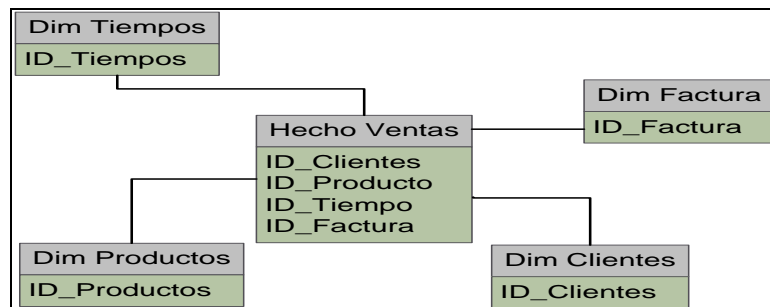 Dim Tiempos
ID_Tiempos
Dim Factura
ID_Factura
Hecho Ventas
ID_Clientes
ID_Producto
ID_Tiempo
ID_Factura
Dim Productos
ID_Productos
Dim Clientes
ID_Clientes